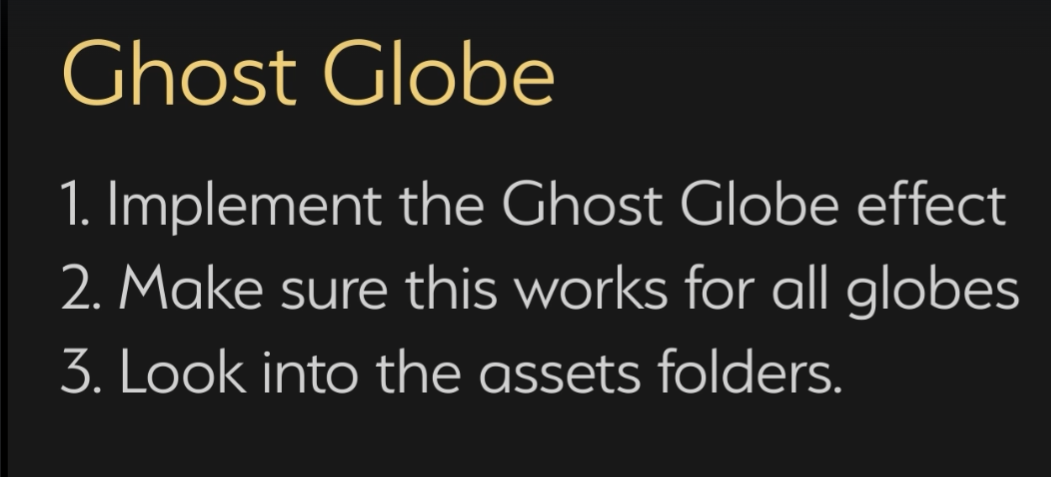 Ghost Globe
1. Implement the Ghost Globe effect
2. Make sure this works for all globes
3. Look into the assets folders.